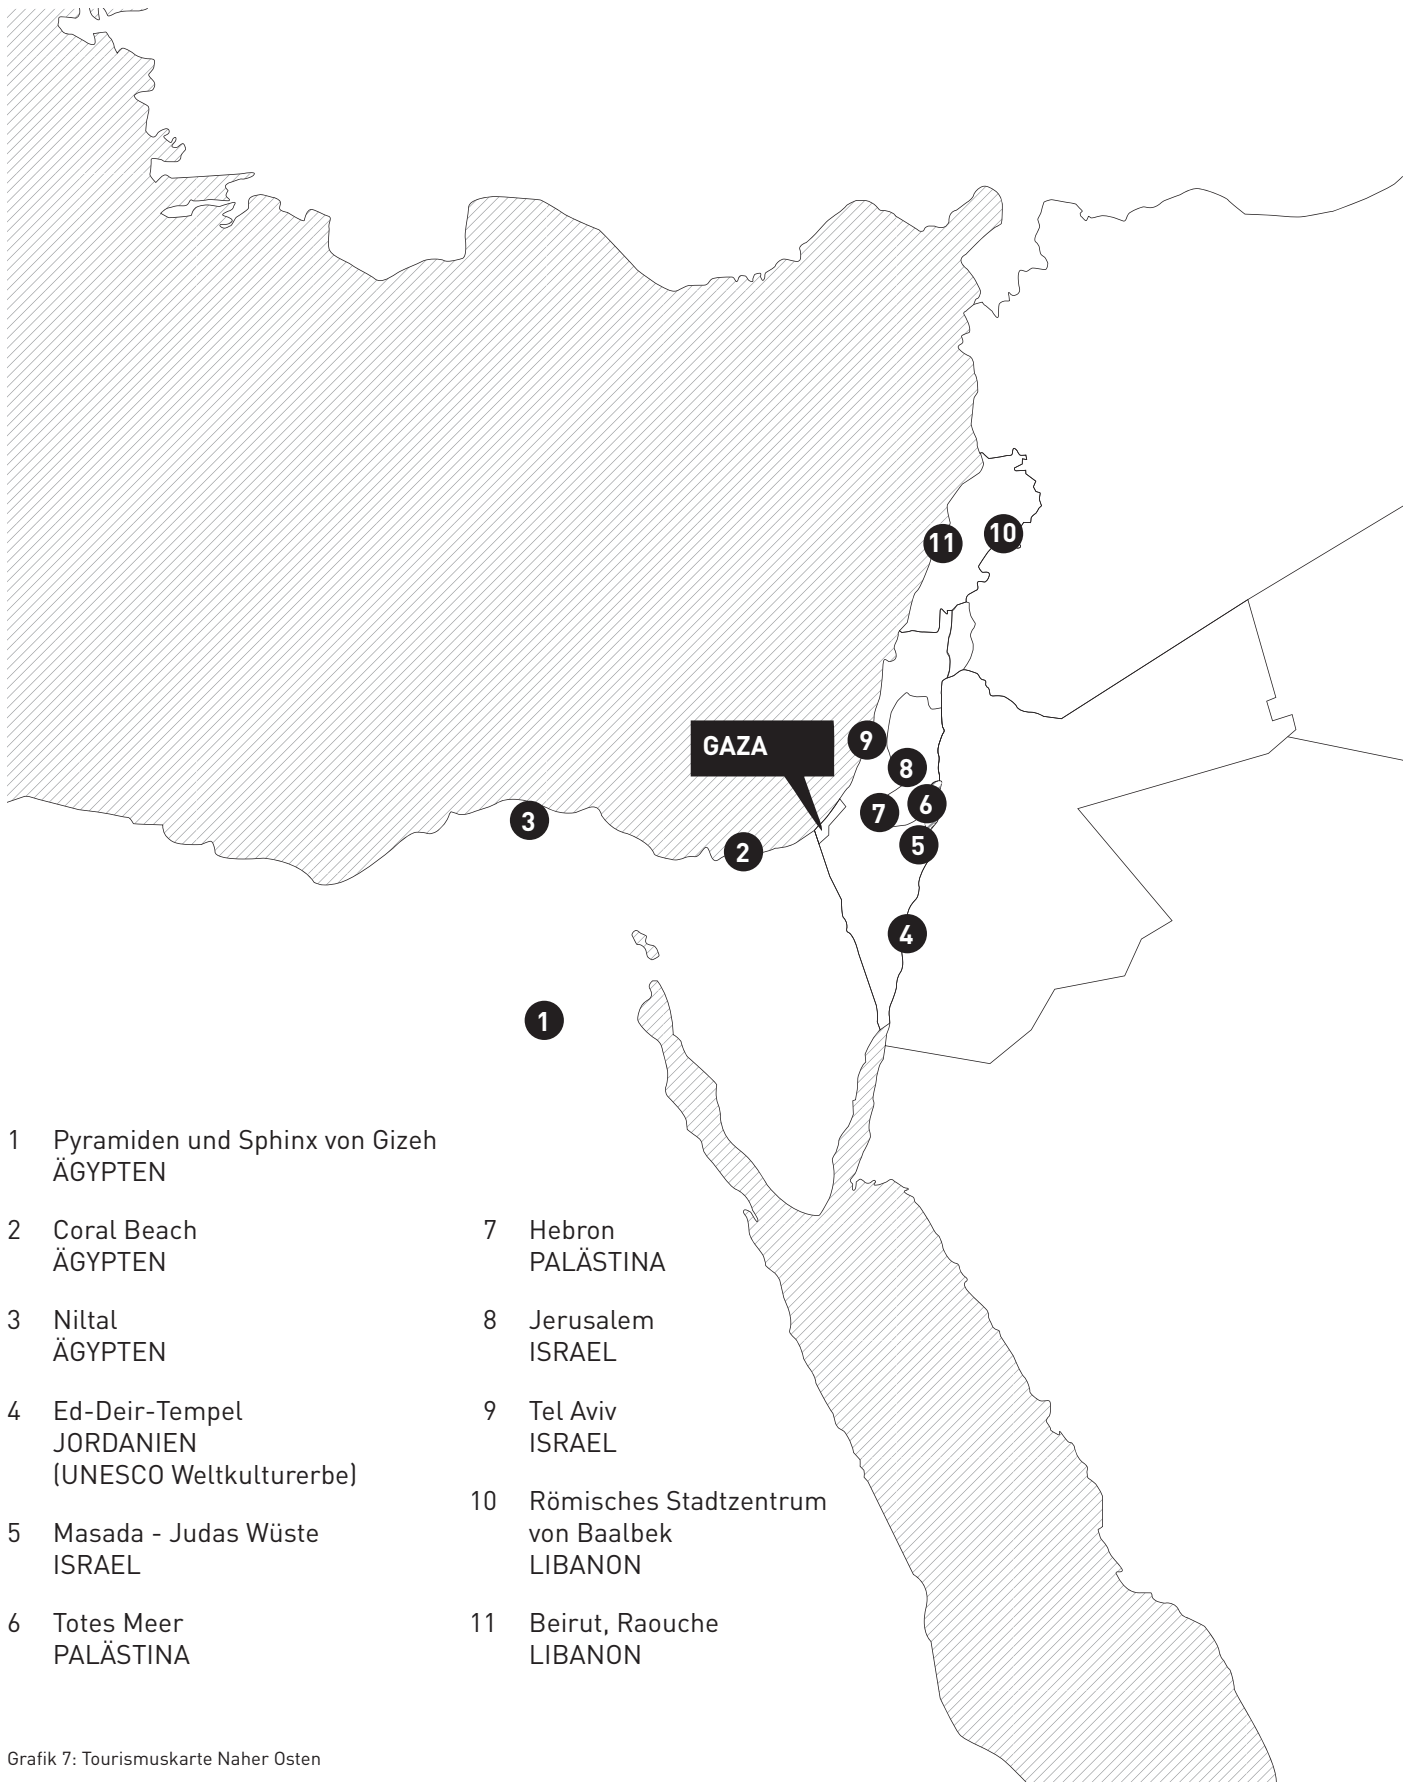 11
10
GAZA
9
8
7
6
3
2
5
4
1
1 Pyramiden und Sphinx von Gizeh
ÄGYPTEN
2 Coral Beach
ÄGYPTEN
3 Niltal
ÄGYPTEN
4 Ed-Deir-Tempel
JORDANIEN
(UNESCO Weltkulturerbe)
5 Masada - Judas Wüste
ISRAEL
6 Totes Meer
PALÄSTINA
7 Hebron
PALÄSTINA
8 Jerusalem
ISRAEL
9 Tel Aviv
ISRAEL
10 Römisches Stadtzentrum
von Baalbek
LIBANON
11 Beirut, Raouche
LIBANON
Grafik 7: Tourismuskarte Naher Osten